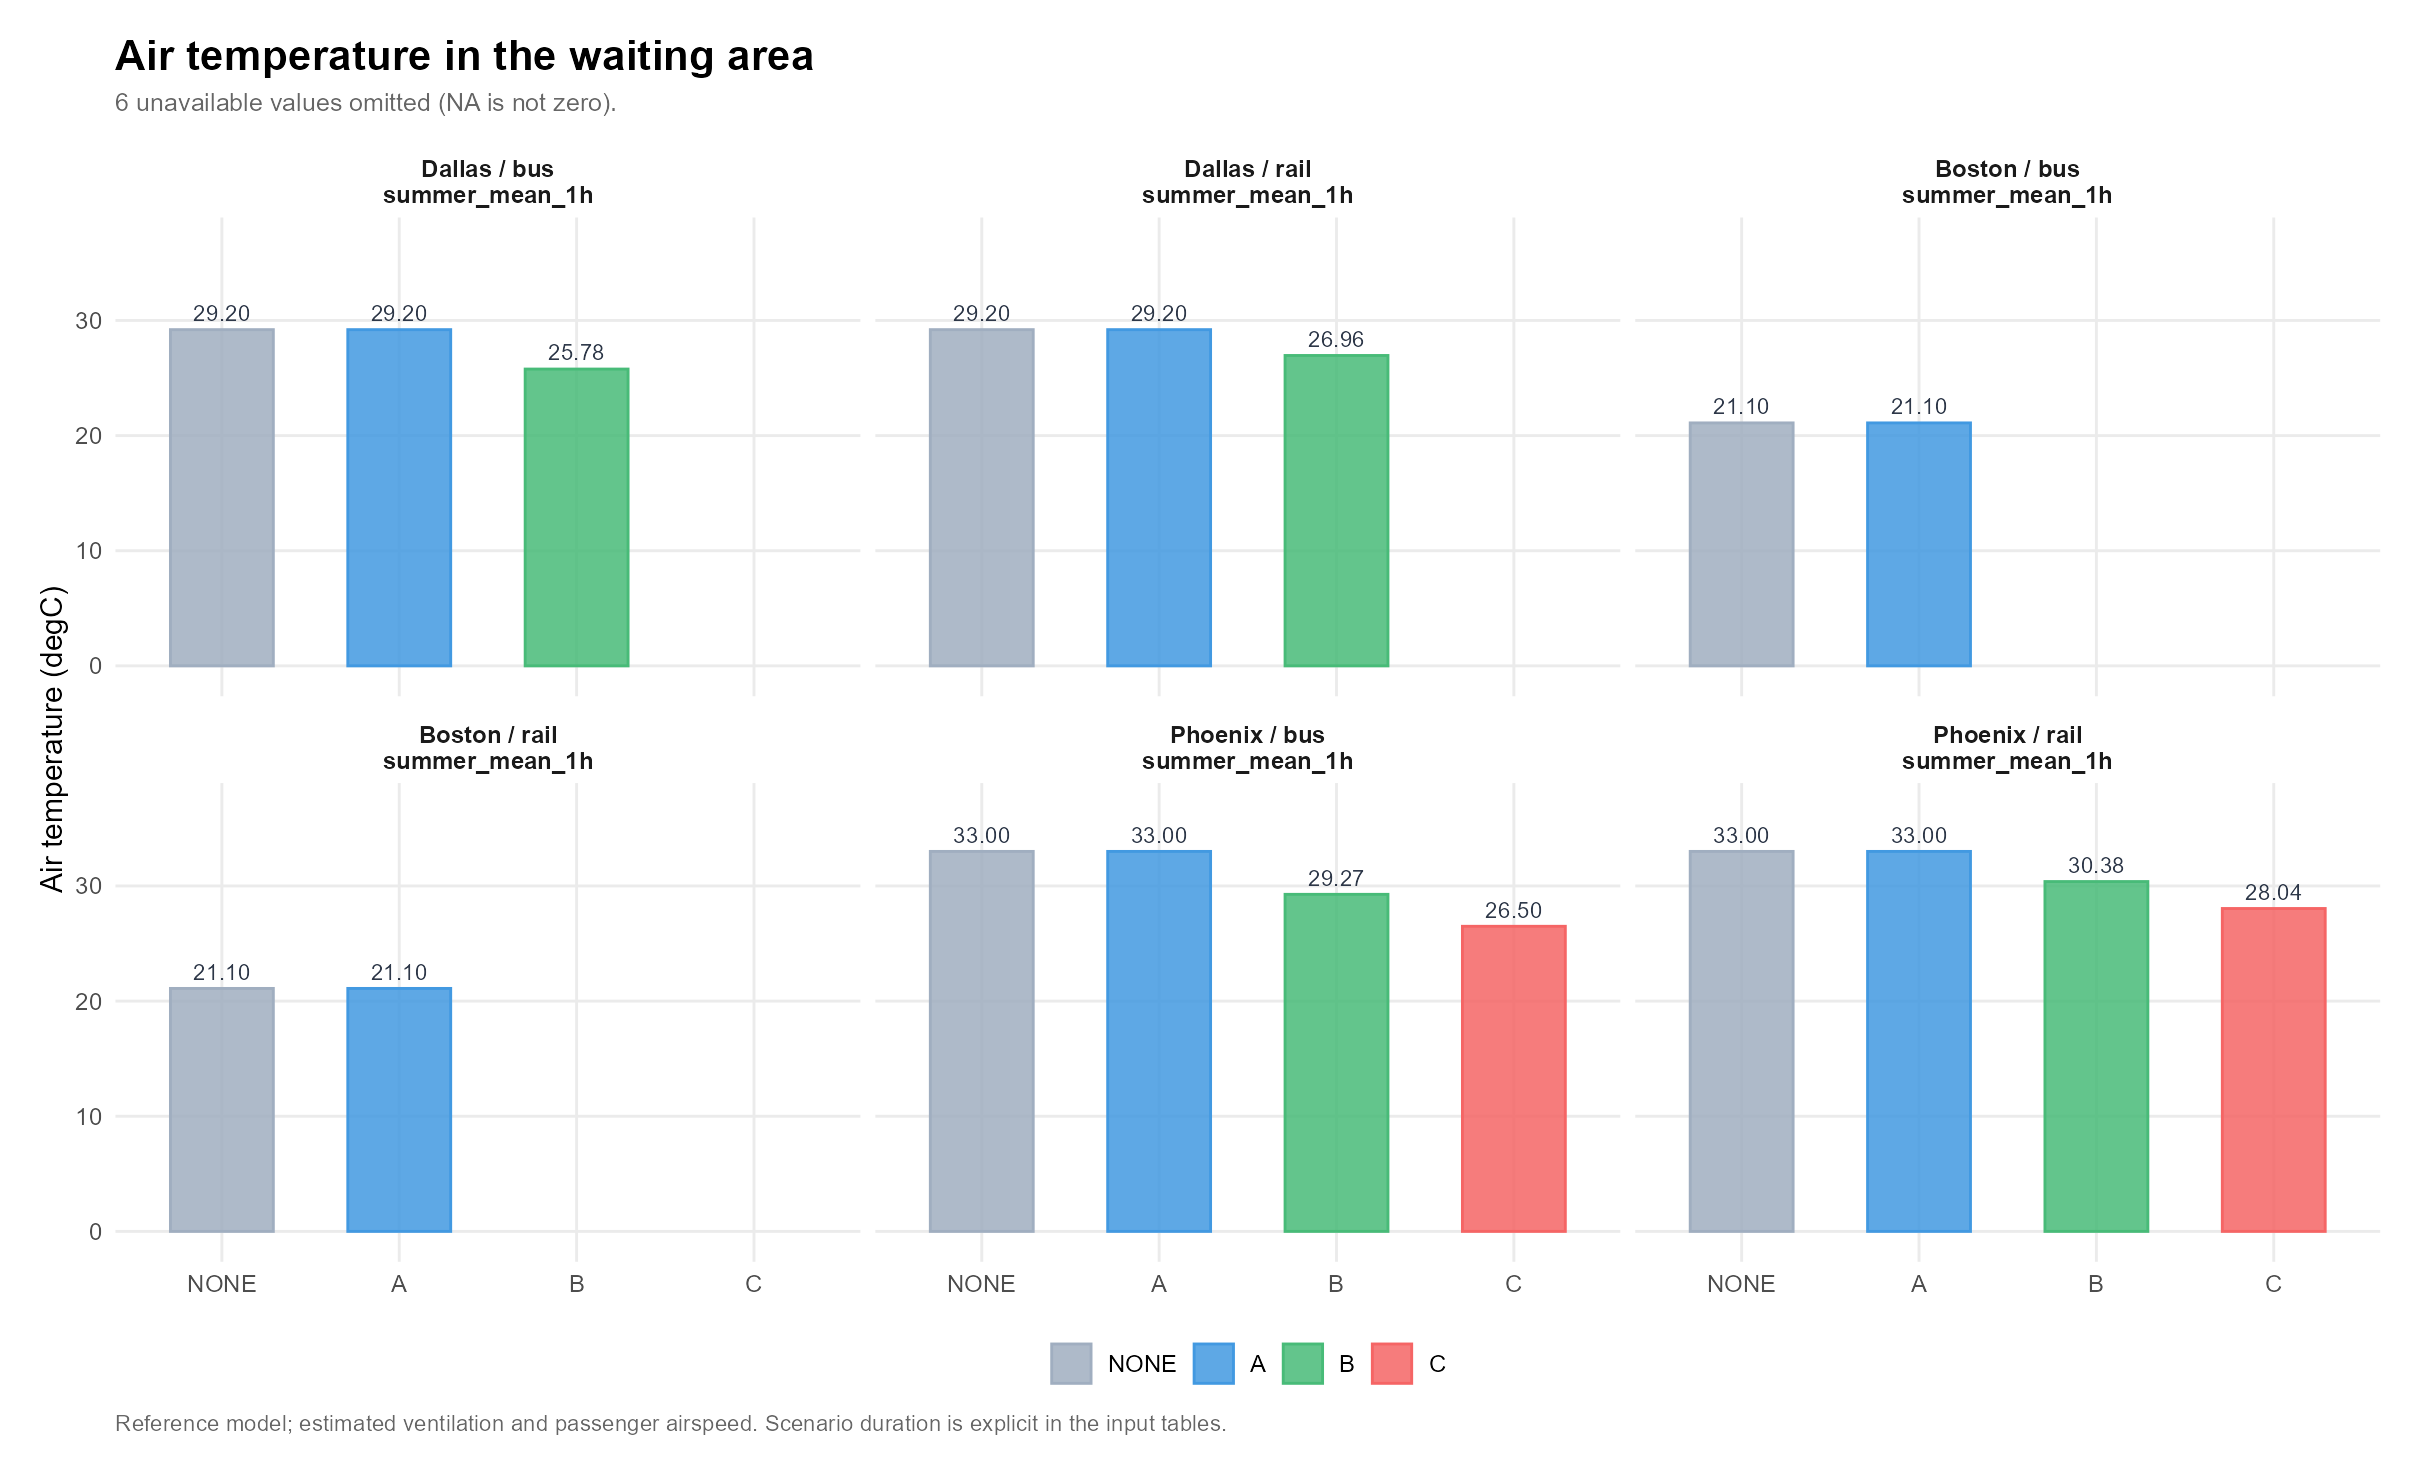 Air temperature in the waiting area
6 unavailable values omitted (NA is not zero).
Dallas / bus
summer_mean_1h
Dallas / rail
summer_mean_1h
Boston / bus
summer_mean_1h
Air temperature (degC)
30
20
10
0
29.20
29.20
25.78
29.20
29.20
26.96
21.10
21.10
Boston / rail
summer_mean_1h
Phoenix / bus
summer_mean_1h
Phoenix / rail
summer_mean_1h
30
20
10
0
21.10
21.10
33.00
33.00
29.27
26.50
33.00
33.00
30.38
28.04
NONE A B C
NONE A B C
NONE A B C
NONE A B C
Reference model; estimated ventilation and passenger airspeed. Scenario duration is explicit in the input tables.